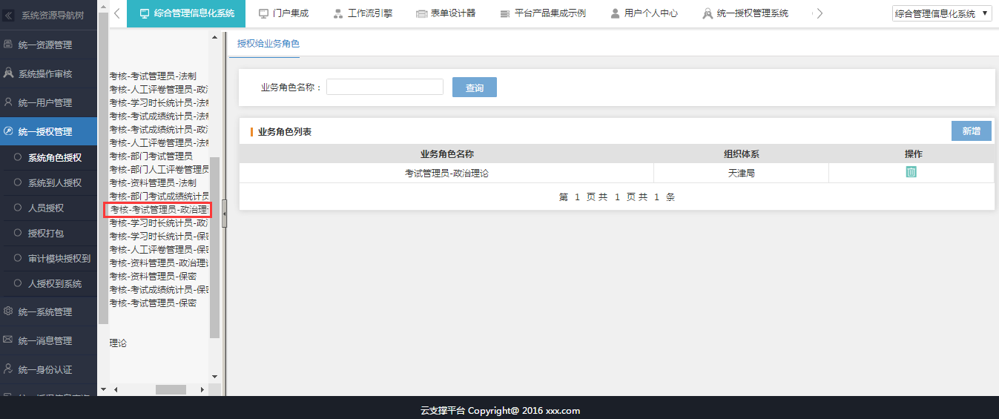 系统资源导航树
统一资源管理
系统操作审核
统一用户管理
统一授权管理
系统角色授权
系统到人授权
人员授权
授权打包
审计模块授权到
人授权到系统
统一系统管理
统一消息管理
统一身份认证
综合管理信息化系统
门户集成
工作流引擎
表单设计器
平台产品集成示例
用户个人中心
统一授权管理系统
综合管理信息化系统
考核-考试管理员-法制
考核-人工评卷管理员-政
考核-学习时长统计员-法制
考核-考试成绩统计员-法制
考核-考试成绩统计员-政
考核-人工评卷管理员-法制
考核-部门考试管理员
考核-部门人工评卷管理员
考核-资料管理员-法制
考核-部门考试成绩统计员
考核-考试管理员-政治理
考核-学习时长统计员-政
考核-学习时长统计员-保密
考核-人工评卷管理员-保密
考核-资料管理员-政治理论
考核-资料管理员-保密
考核-考试成绩统计员-保密
考核-考试管理员-保密
理论
授权给业务角色
业务角色名称：
查询
业务角色列表
新增
业务角色名称 组织体系 操作
考试管理员-政治理论 天津局
第 1 页 共 1 页 共 1 条
云支撑平台 Copyright@ 2016 xxx.com